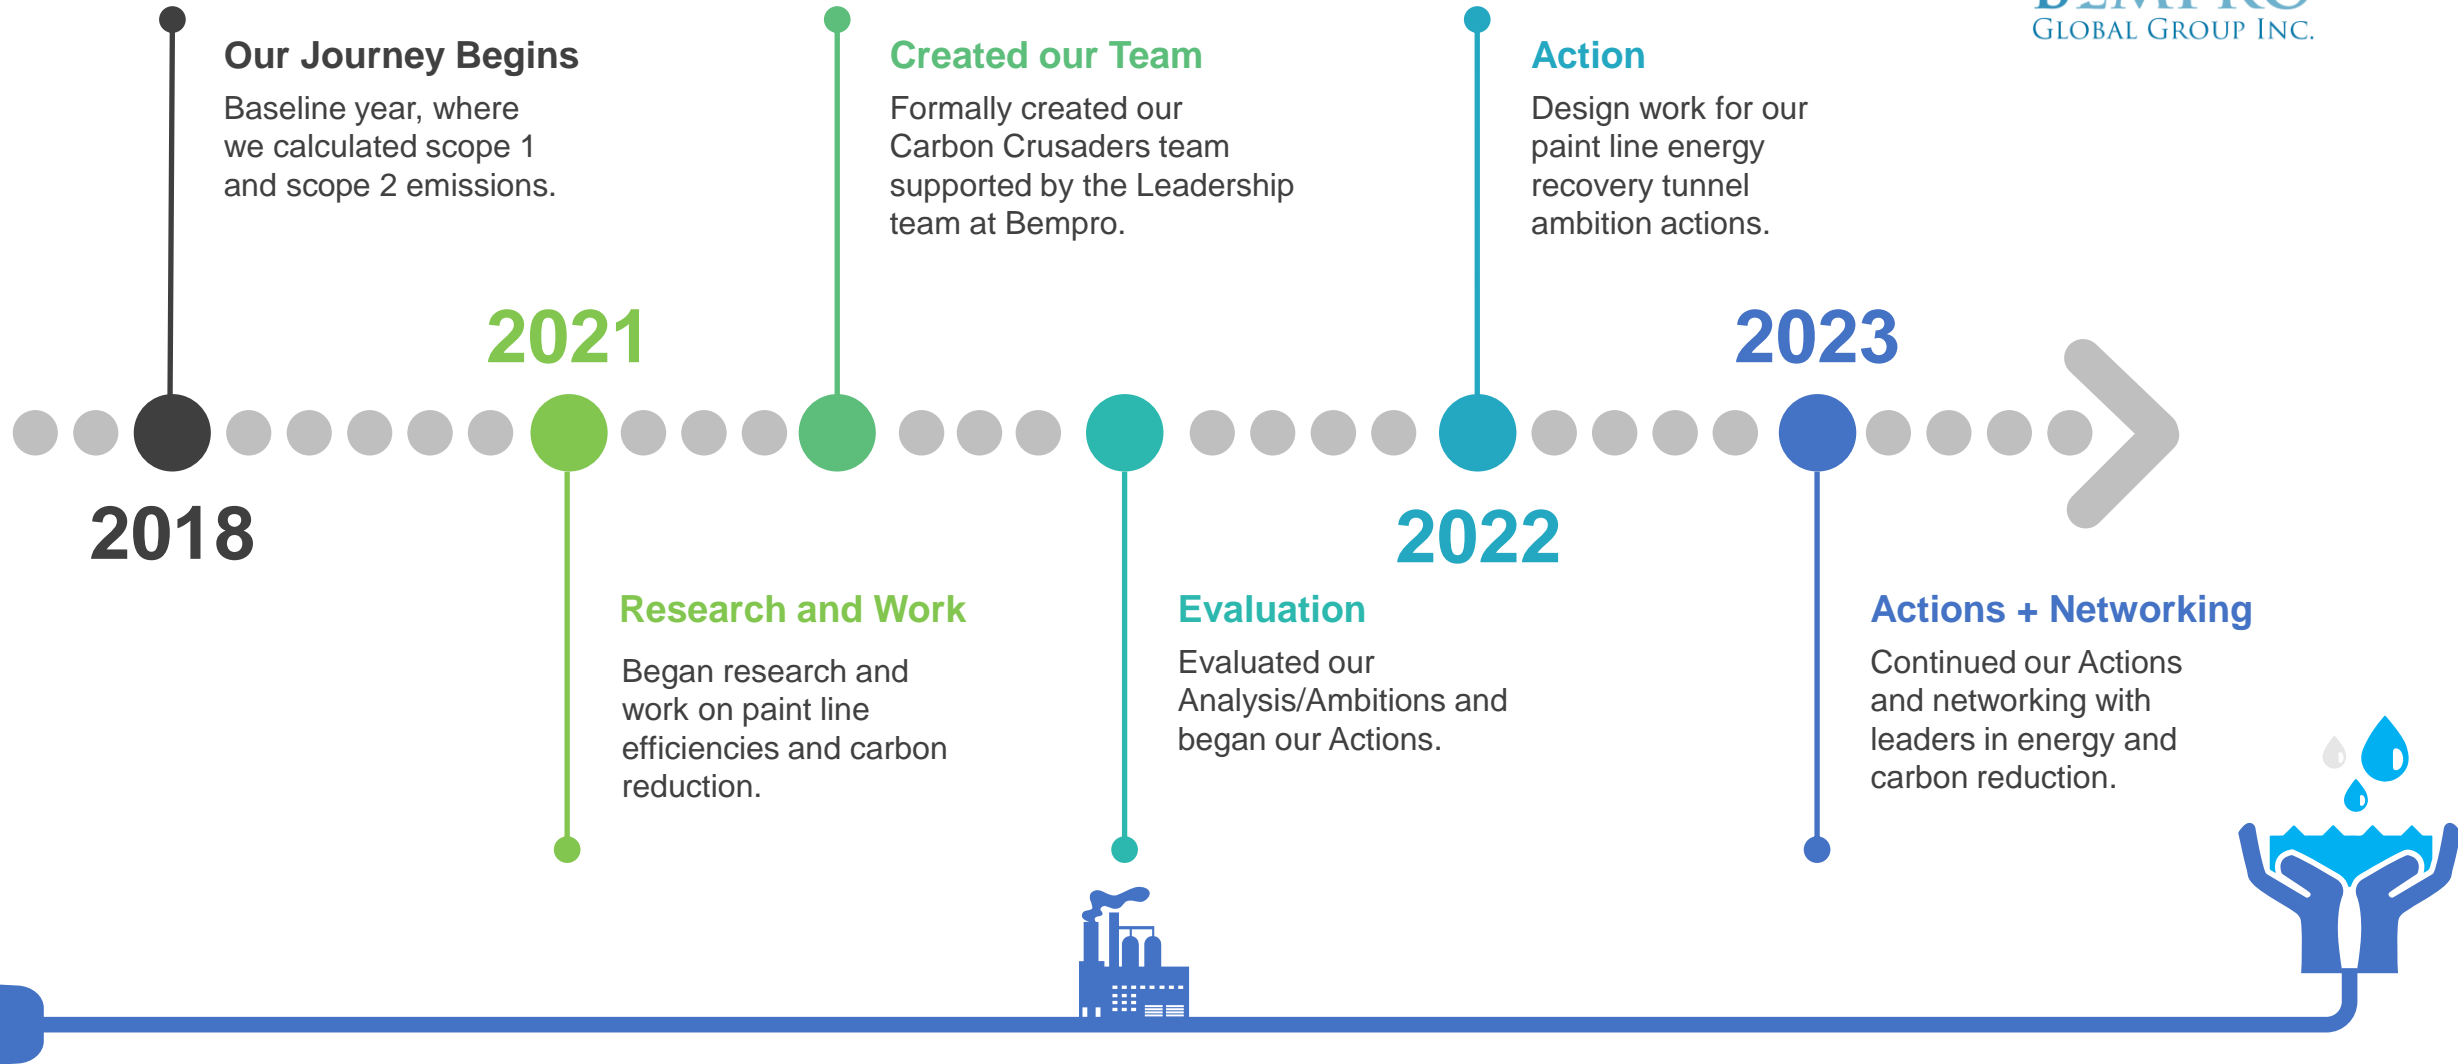 BEMPRO
GLOBAL GROUP INC.
Our Journey Begins
Baseline year, where
we calculated scope 1
and scope 2 emissions.
Created our Team
Formally created our
Carbon Crusaders team
supported by the Leadership
team at Bempro.
Action
Design work for our
paint line energy
recovery tunnel
ambition actions.
2021
2023
2018
2022
Research and Work
Began research and
work on paint line
efficiencies and carbon
reduction.
Evaluation
Evaluated our
Analysis/Ambitions and
began our Actions.
Actions + Networking
Continued our Actions
and networking with
leaders in energy and
carbon reduction.